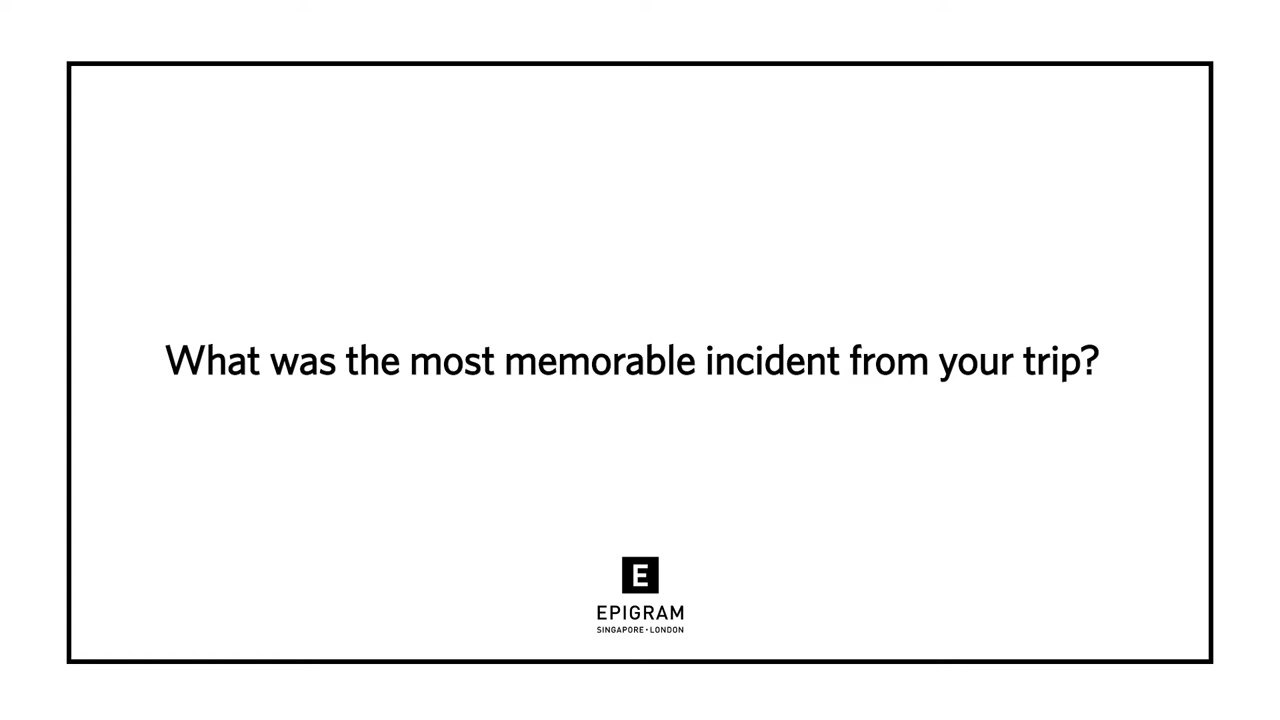 What was the most memorable incident from your trip?
E
EPIGRAM
SINGAPORE · LONDON